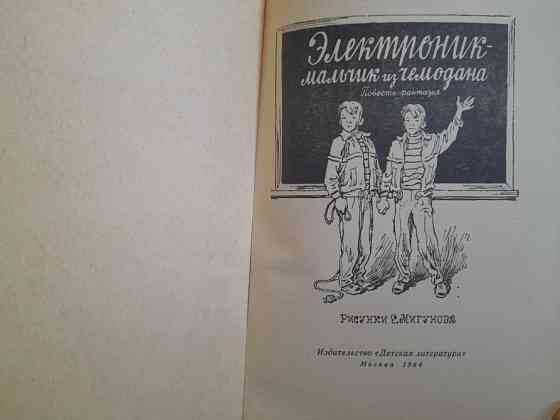 Электроник-
мальчик из чемодана
Повесть-фантазия
Рисунки Е.Мигунова
Издательство «Детская литература»
Москва 1964